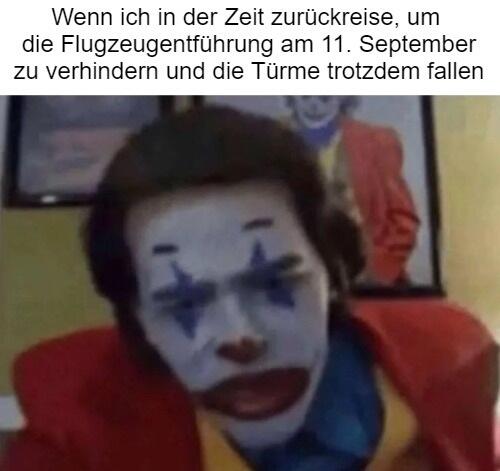 Wenn ich in der Zeit zurückreise, um
die Flugzeugentführung am 11. September
zu verhindern und die Türme trotzdem fallen